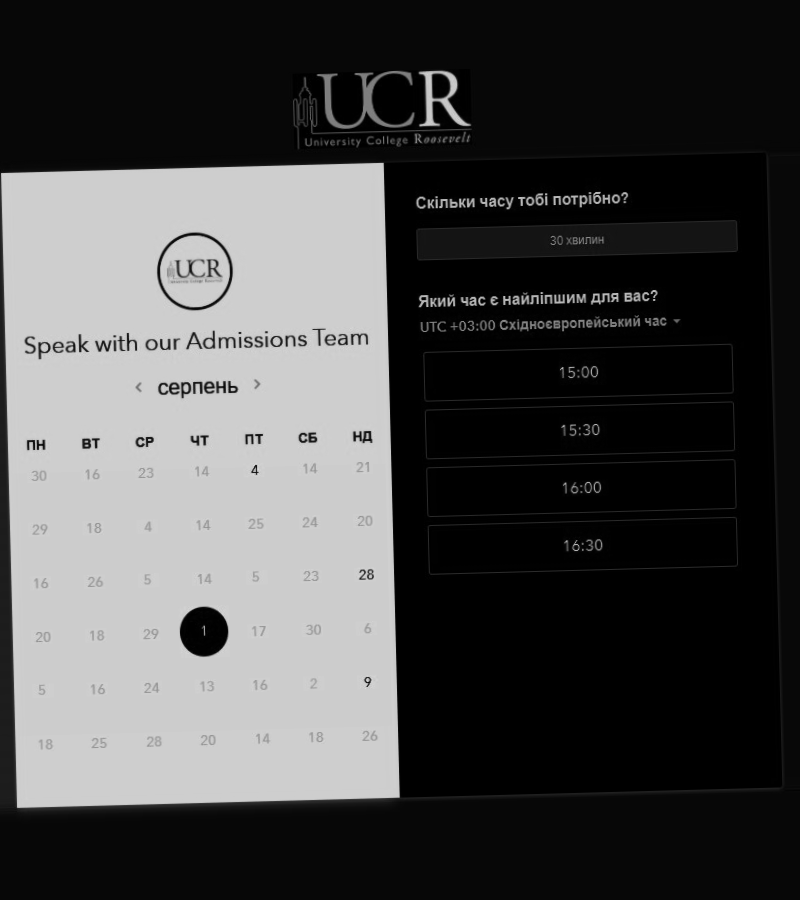 UCR
University College Roosevelt
UCR
Speak with our Admissions Team
< серпень >
ПН ВТ СР ЧТ ПТ СБ НД
30 16 23 14 4 14 21
29 18 4 14 25 24 20
16 26 5 14 5 23 28
20 18 29 1 17 30 6
5 16 24 13 16 2 9
18 25 28 20 14 18 26
Скільки часу тобі потрібно?
30 хвилин
Який час є найліпшим для вас?
UTC +03:00 Східноєвропейський час
15:00
15:30
16:00
16:30